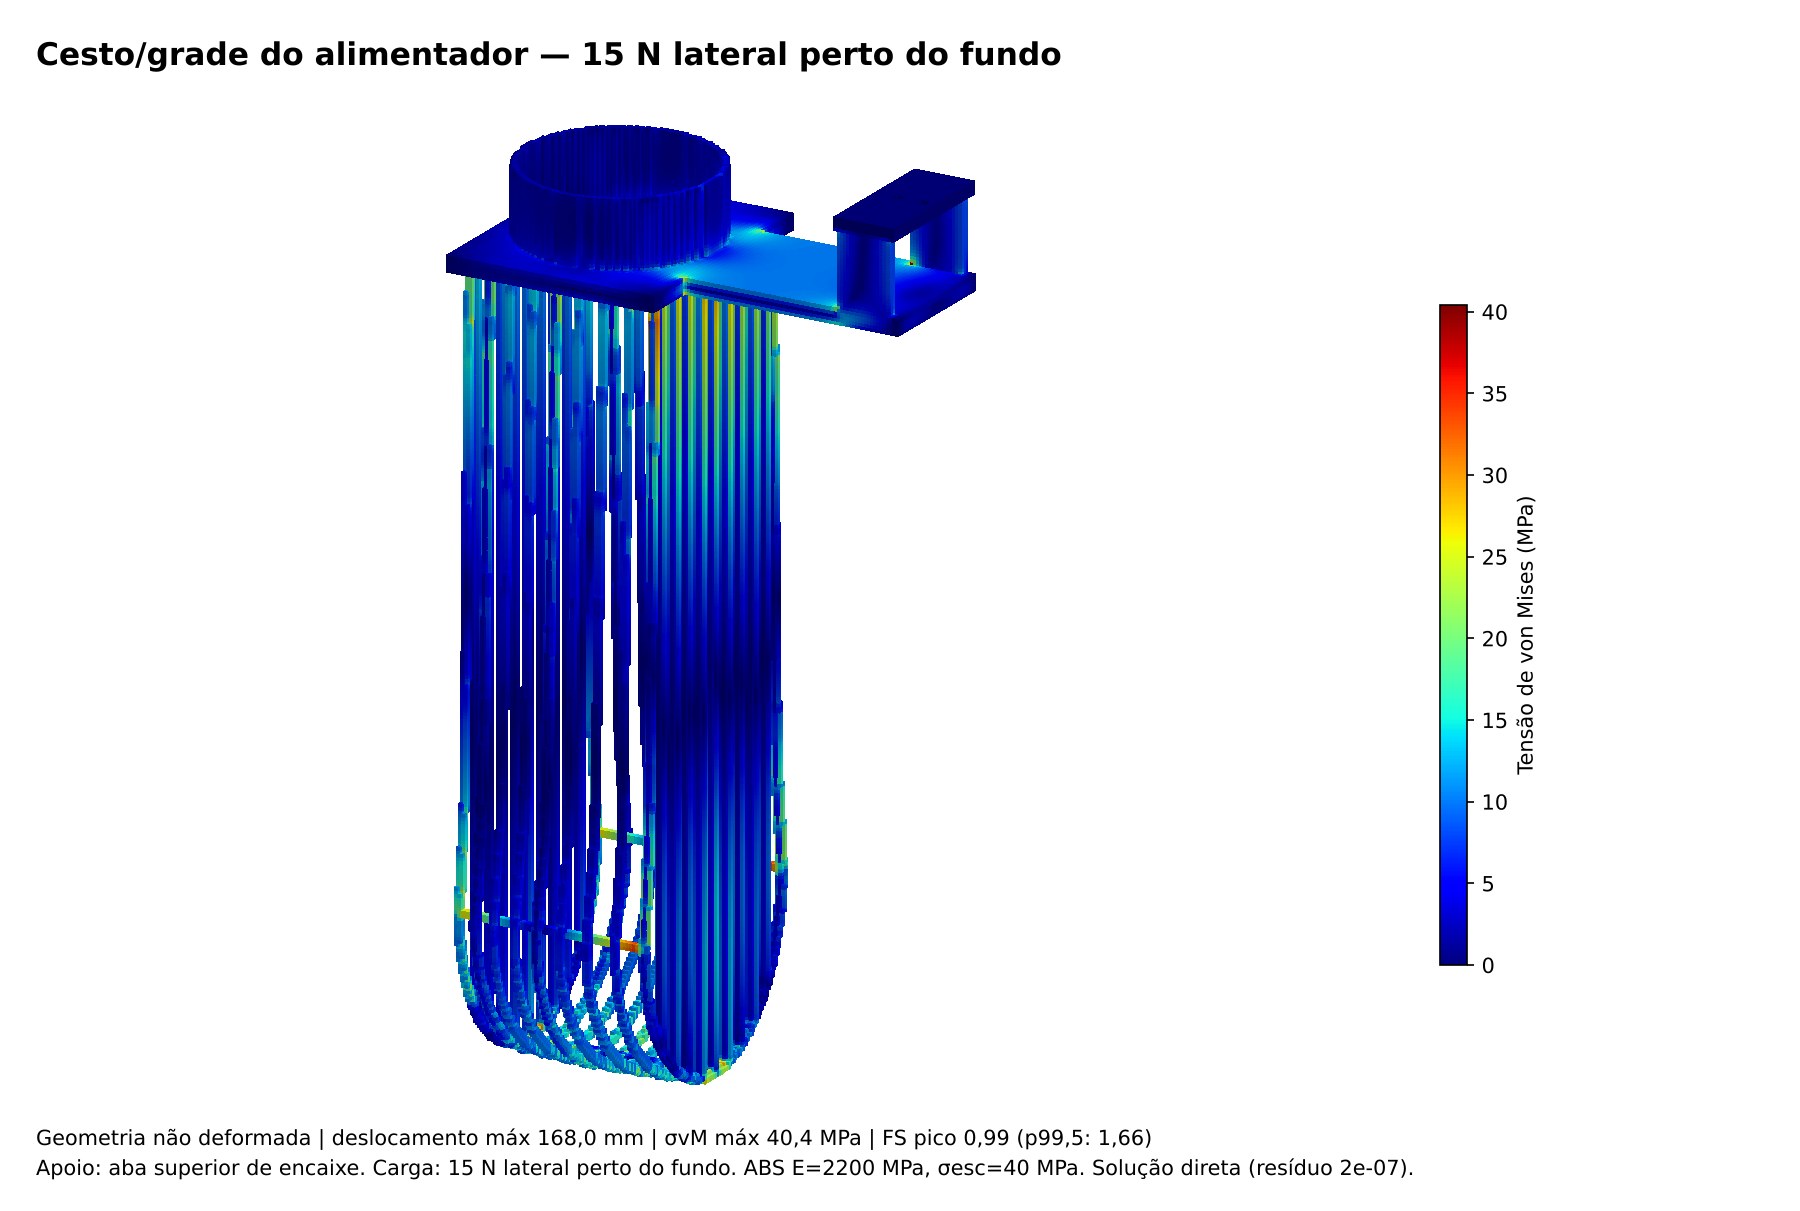 Cesto/grade do alimentador — 15 N lateral perto do fundo
40
35
30
25
20
15
10
5
0
Tensão de von Mises (MPa)
Geometria não deformada | deslocamento máx 168,0 mm | σvM máx 40,4 MPa | FS pico 0,99 (p99,5: 1,66)
Apoio: aba superior de encaixe. Carga: 15 N lateral perto do fundo. ABS E=2200 MPa, σesc=40 MPa. Solução direta (resíduo 2e-07).